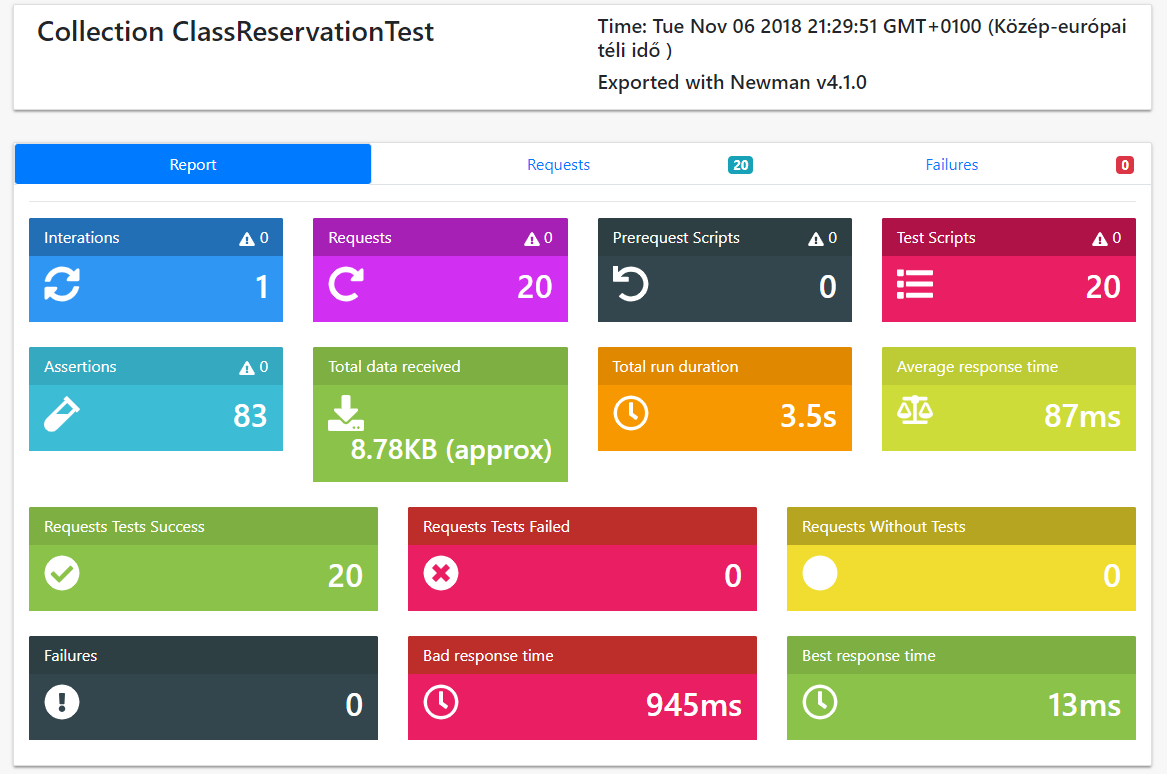 Collection ClassReservationTest
Time: Tue Nov 06 2018 21:29:51 GMT+0100 (Közép-európai
téli idő )
Exported with Newman v4.1.0
Report
Requests 20
Failures 0
Interations 0
1
Requests 0
20
Prerequest Scripts 0
0
Test Scripts 0
20
Assertions 0
83
Total data received
8.78KB (approx)
Total run duration
3.5s
Average response time
87ms
Requests Tests Success
20
Requests Tests Failed
0
Requests Without Tests
0
Failures
0
Bad response time
945ms
Best response time
13ms